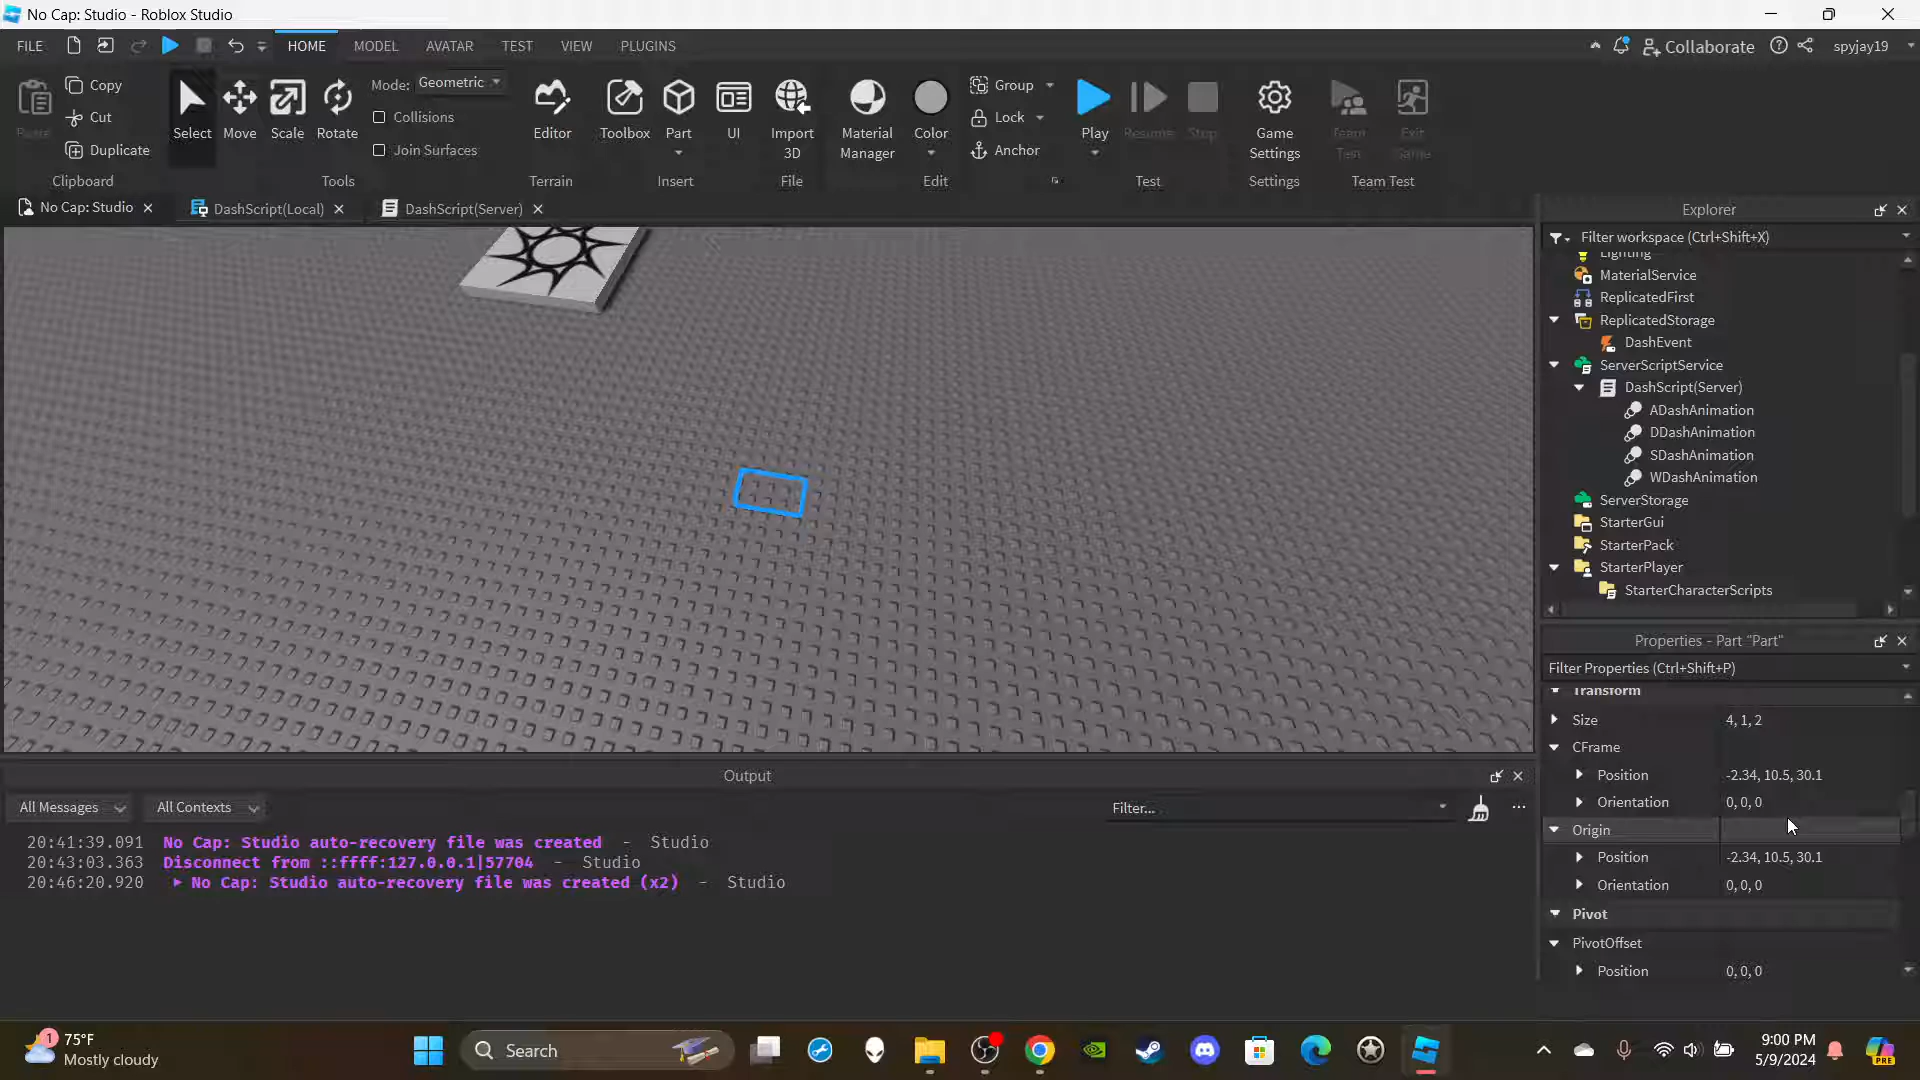 No Cap: Studio - Roblox Studio
FILE HOME MODEL AVATAR TEST VIEW PLUGINS Collaborate spyjay19
Copy
Cut
Duplicate
Paste
Clipboard
Select Move Scale Rotate
Mode: Geometric
Collisions
Join Surfaces
Tools
Editor
Terrain
Toolbox Part UI
Insert
Import
3D
File
Material
Manager
Color
Group
Lock
Anchor
Edit
Play Resume Stop
Test
Game
Settings
Settings
Team
Test
Exit
Game
Team Test
No Cap: Studio DashScript(Local) DashScript(Server)
Explorer
Filter workspace (Ctrl+Shift+X)
Lighting
MaterialService
ReplicatedFirst
ReplicatedStorage
DashEvent
ServerScriptService
DashScript(Server)
ADashAnimation
DDashAnimation
SDashAnimation
WDashAnimation
ServerStorage
StarterGui
StarterPack
StarterPlayer
StarterCharacterScripts
Properties - Part "Part"
Filter Properties (Ctrl+Shift+P)
Transform
Size 4, 1, 2
CFrame
Position -2.34, 10.5, 30.1
Orientation 0, 0, 0
Origin
Position -2.34, 10.5, 30.1
Orientation 0, 0, 0
Pivot
PivotOffset
Position 0, 0, 0
Output
All Messages All Contexts Filter...
20:41:39.091 No Cap: Studio auto-recovery file was created - Studio
20:43:03.363 Disconnect from ::ffff:127.0.0.1|57704 - Studio
20:46:20.920 No Cap: Studio auto-recovery file was created (x2) - Studio
1
75°F
Mostly cloudy
Search
9:00 PM
5/9/2024
PRE